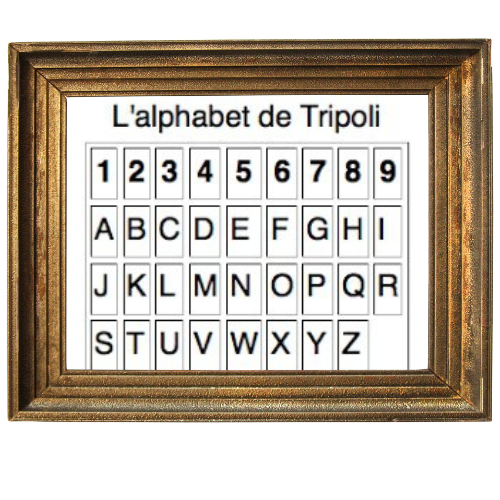 L'alphabet de Tripoli
1 2 3 4 5 6 7 8 9
A B C D E F G H I
J K L M N O P Q R
S T U V W X Y Z